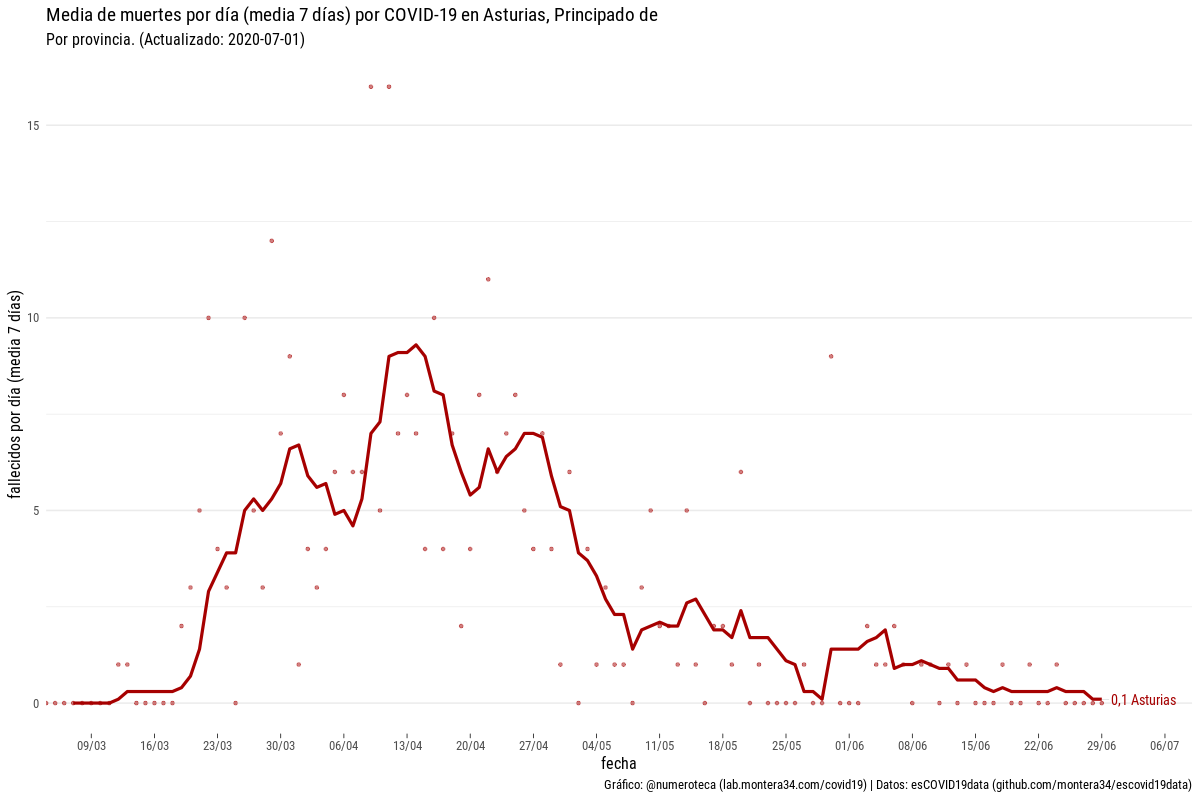 Media de muertes por día (media 7 días) por COVID-19 en Asturias, Principado de
Por provincia. (Actualizado: 2020-07-01)
fallecidos por día (media 7 días)
15
10
5
0
0,1 Asturias
09/03 16/03 23/03 30/03 06/04 13/04 20/04 27/04 04/05 11/05 18/05 25/05 01/06 08/06 15/06 22/06 29/06 06/07
fecha
Gráfico: @numeroteca (lab.montera34.com/covid19) | Datos: esCOVID19data (github.com/montera34/escovid19data)